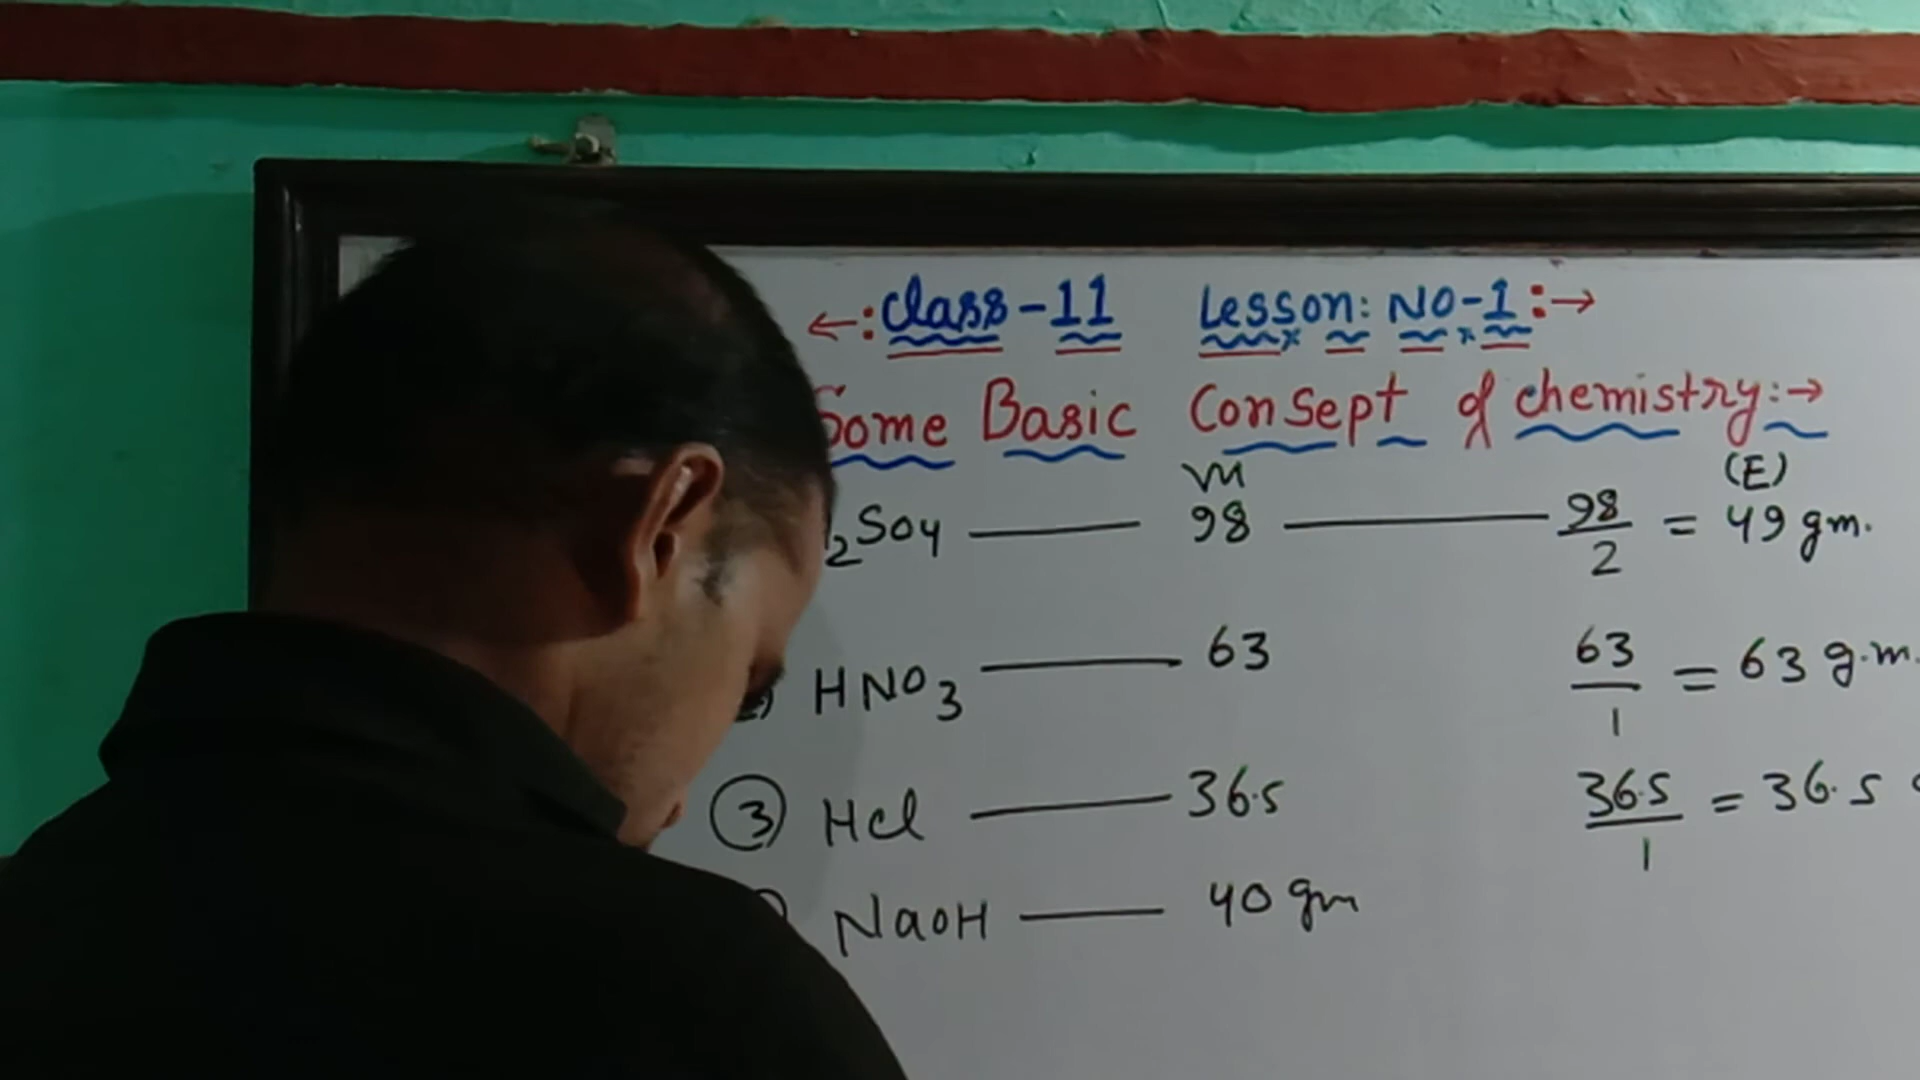 ←:class-11 Lesson: NO-1:→
Some Basic Consept of chemistry:→
M (E)
2SO4 —— 98 —— 98/2 = 49 gm.
2) HNO3 —— 63 63/1 = 63 g.m.
3) Hcl —— 36.5 36.5/1 = 36.5
NaOH —— 40 gm